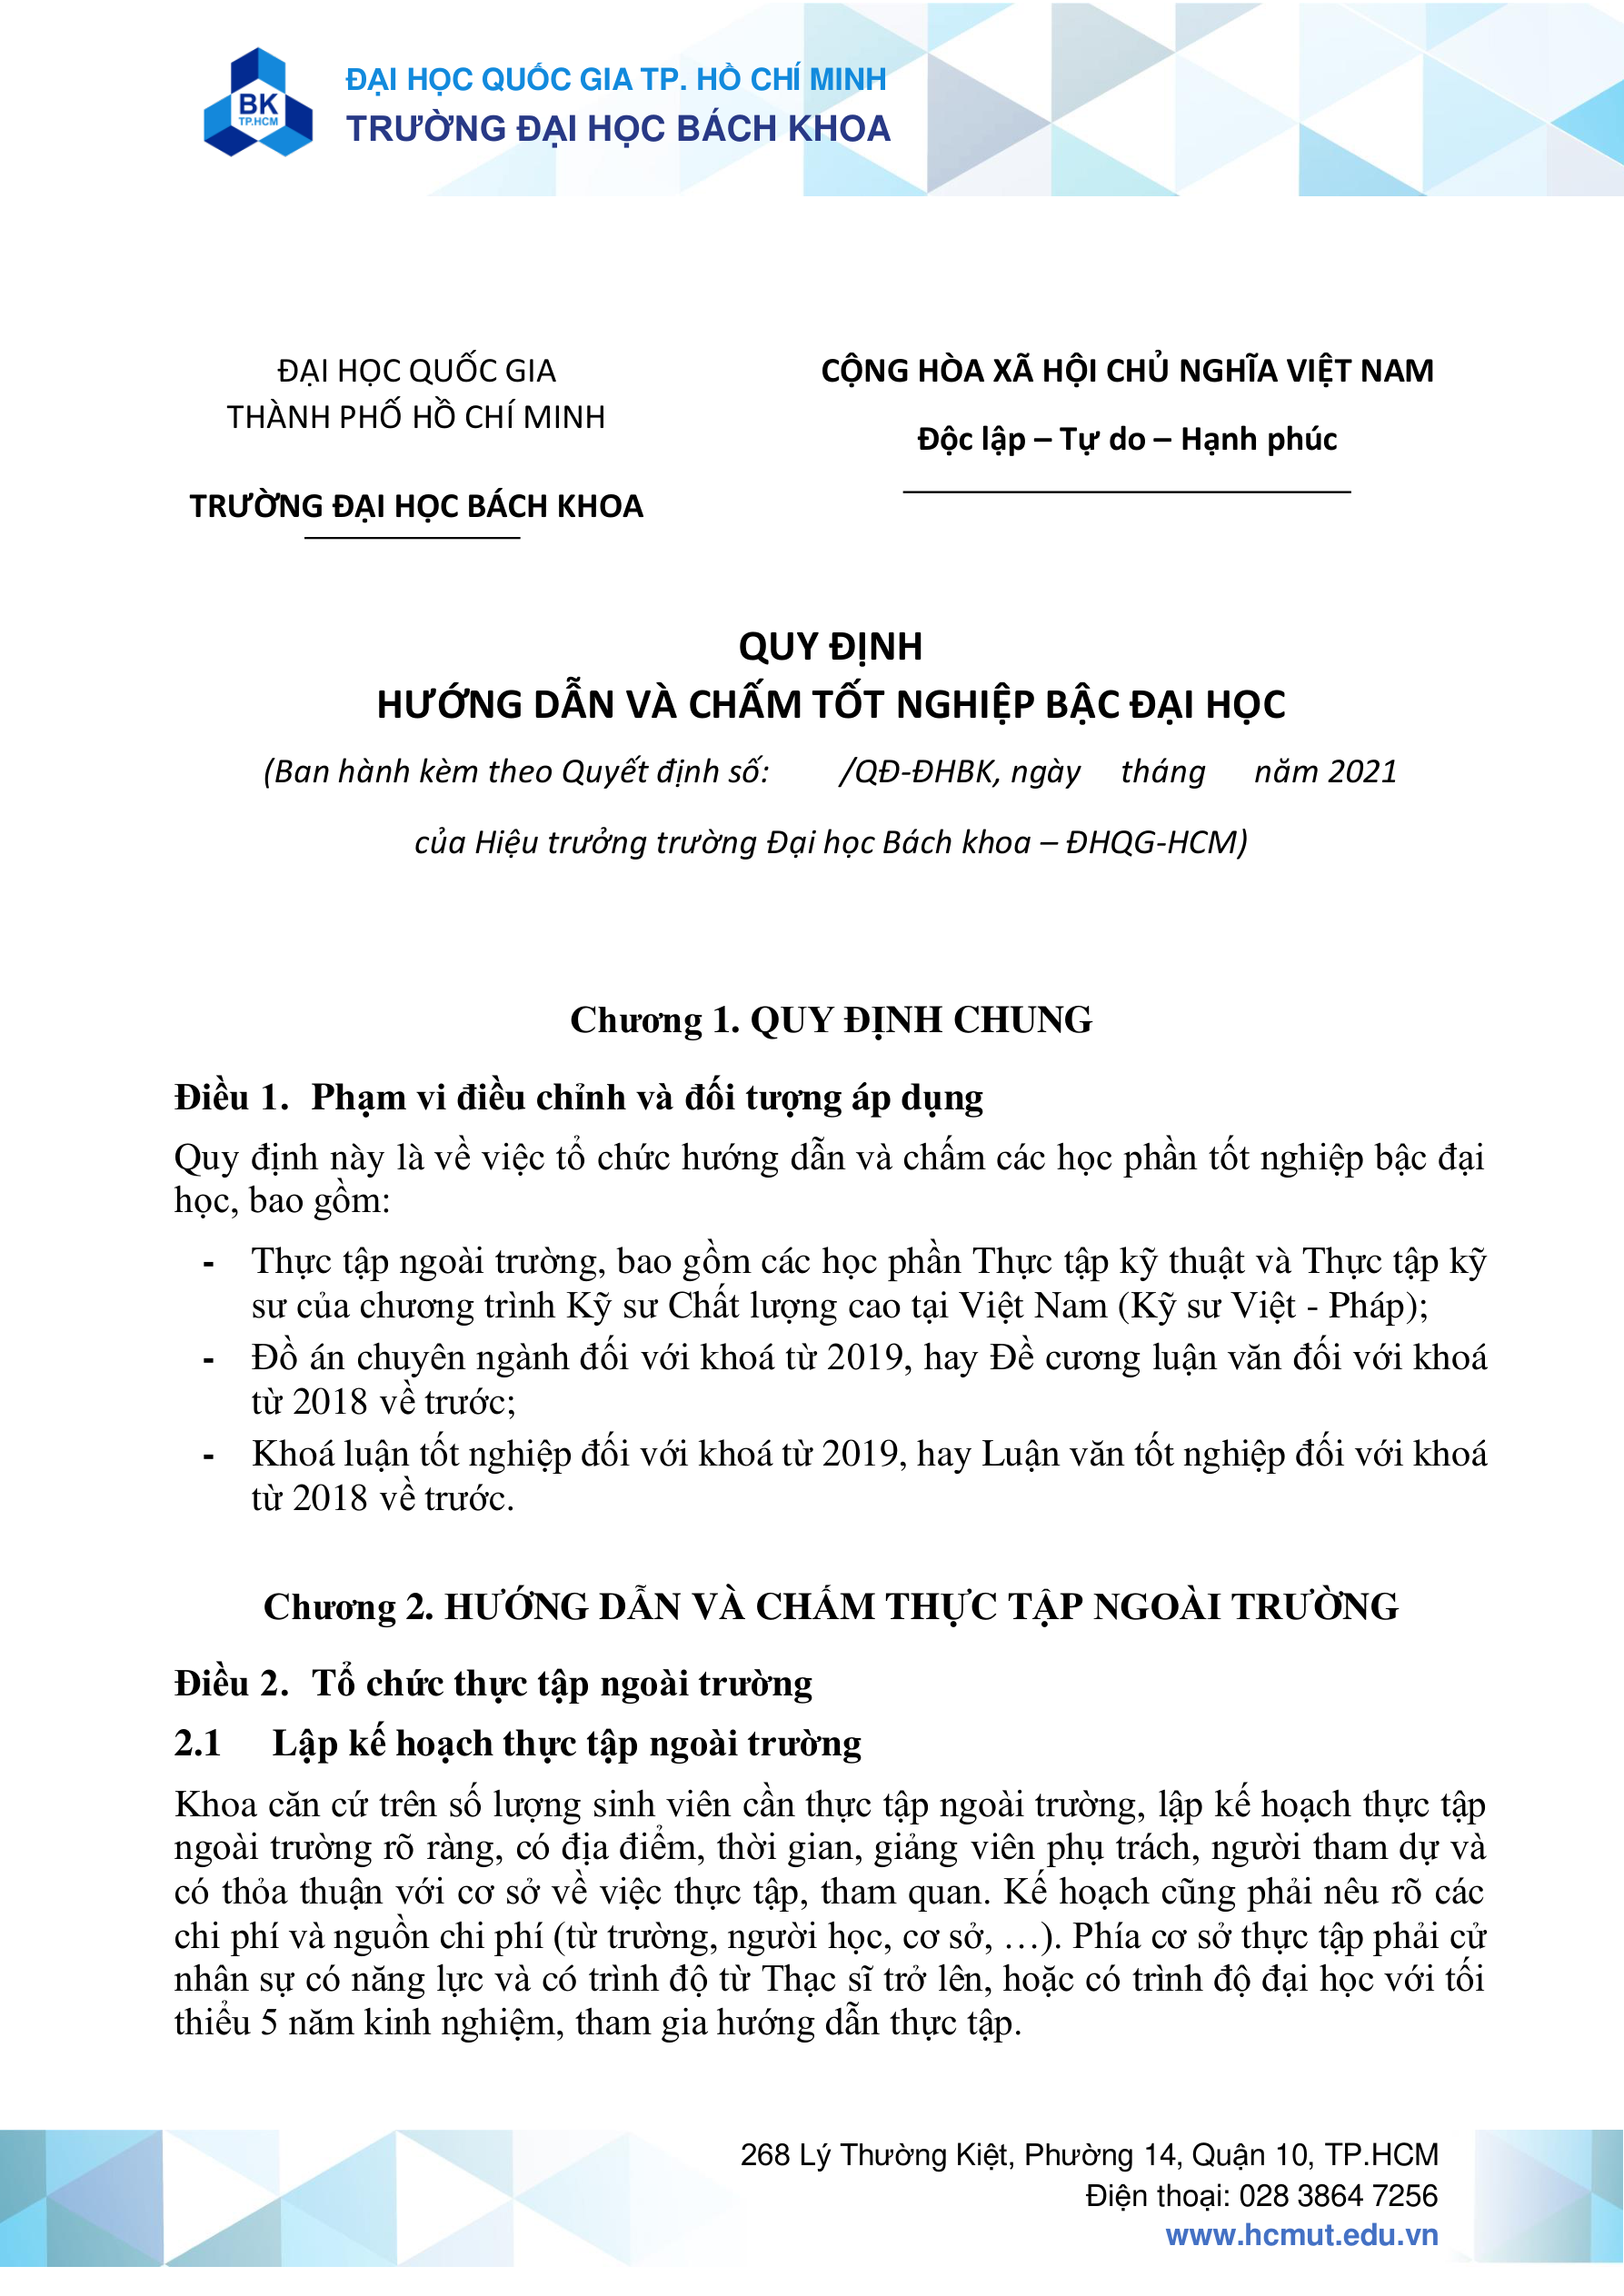 BK
TP.HCM
ĐẠI HỌC QUỐC GIA TP. HỒ CHÍ MINH
TRƯỜNG ĐẠI HỌC BÁCH KHOA
ĐẠI HỌC QUỐC GIA
THÀNH PHỐ HỒ CHÍ MINH
TRƯỜNG ĐẠI HỌC BÁCH KHOA
CỘNG HÒA XÃ HỘI CHỦ NGHĨA VIỆT NAM
Độc lập – Tự do – Hạnh phúc
QUY ĐỊNH
HƯỚNG DẪN VÀ CHẤM TỐT NGHIỆP BẬC ĐẠI HỌC
(Ban hành kèm theo Quyết định số: /QĐ-ĐHBK, ngày tháng năm 2021
của Hiệu trưởng trường Đại học Bách khoa – ĐHQG-HCM)
Chương 1. QUY ĐỊNH CHUNG
Điều 1. Phạm vi điều chỉnh và đối tượng áp dụng
Quy định này là về việc tổ chức hướng dẫn và chấm các học phần tốt nghiệp bậc đại
học, bao gồm:
- Thực tập ngoài trường, bao gồm các học phần Thực tập kỹ thuật và Thực tập kỹ
sư của chương trình Kỹ sư Chất lượng cao tại Việt Nam (Kỹ sư Việt - Pháp);
- Đồ án chuyên ngành đối với khoá từ 2019, hay Đề cương luận văn đối với khoá
từ 2018 về trước;
- Khoá luận tốt nghiệp đối với khoá từ 2019, hay Luận văn tốt nghiệp đối với khoá
từ 2018 về trước.
Chương 2. HƯỚNG DẪN VÀ CHẤM THỰC TẬP NGOÀI TRƯỜNG
Điều 2. Tổ chức thực tập ngoài trường
2.1 Lập kế hoạch thực tập ngoài trường
Khoa căn cứ trên số lượng sinh viên cần thực tập ngoài trường, lập kế hoạch thực tập
ngoài trường rõ ràng, có địa điểm, thời gian, giảng viên phụ trách, người tham dự và
có thỏa thuận với cơ sở về việc thực tập, tham quan. Kế hoạch cũng phải nêu rõ các
chi phí và nguồn chi phí (từ trường, người học, cơ sở, …). Phía cơ sở thực tập phải cử
nhân sự có năng lực và có trình độ từ Thạc sĩ trở lên, hoặc có trình độ đại học với tối
thiểu 5 năm kinh nghiệm, tham gia hướng dẫn thực tập.
268 Lý Thường Kiệt, Phường 14, Quận 10, TP.HCM
Điện thoại: 028 3864 7256
www.hcmut.edu.vn